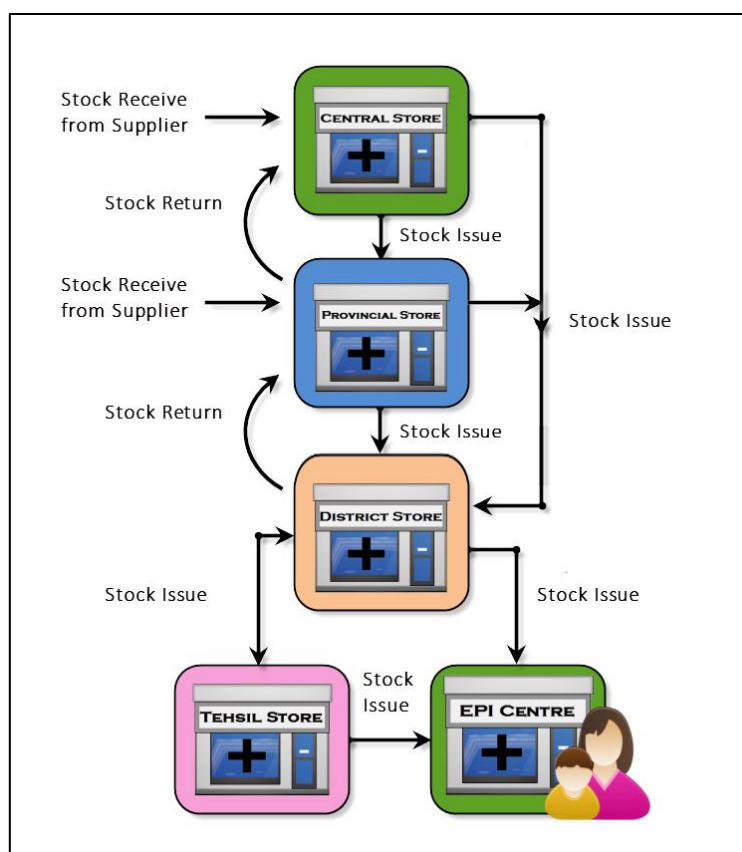 Stock Receive
from Supplier
CENTRAL STORE
Stock Return
Stock Issue
Stock Receive
from Supplier
PROVINCIAL STORE
Stock Issue
Stock Return
Stock Issue
DISTRICT STORE
Stock Issue
Stock Issue
Stock
Issue
TEHSIL STORE
EPI CENTRE